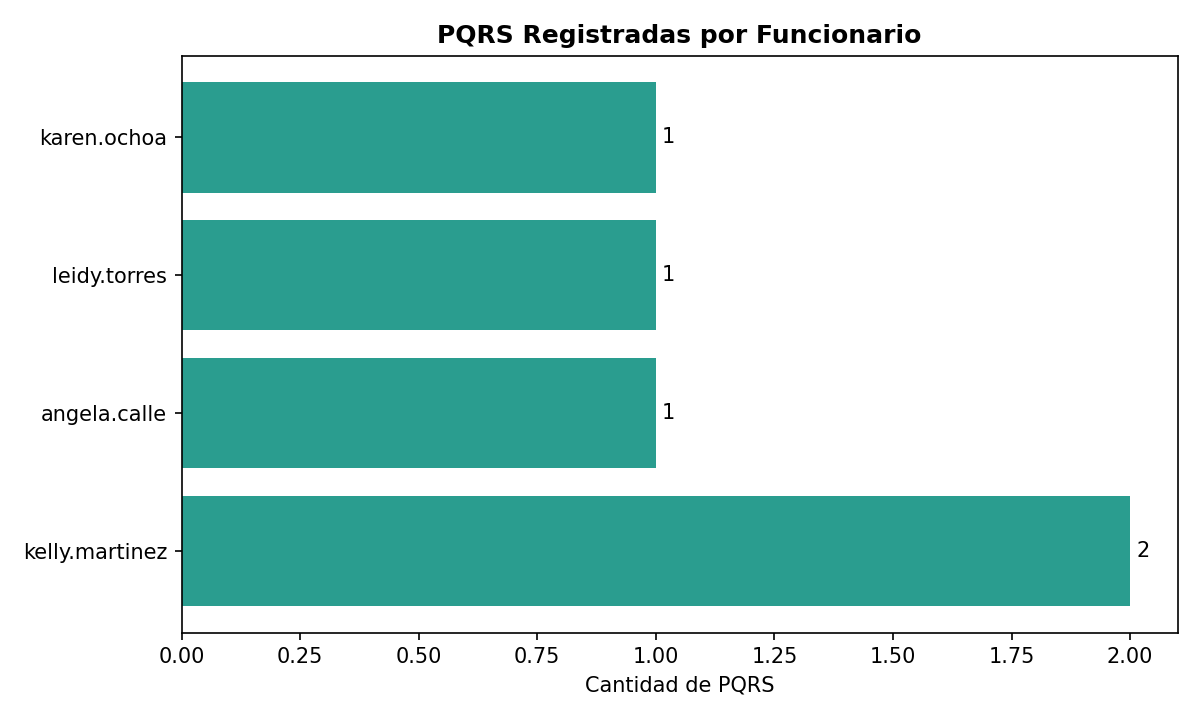 PQRS Registradas por Funcionario
karen.ochoa
1
leidy.torres
1
angela.calle
1
kelly.martinez
2
0.00 0.25 0.50 0.75 1.00 1.25 1.50 1.75 2.00
Cantidad de PQRS